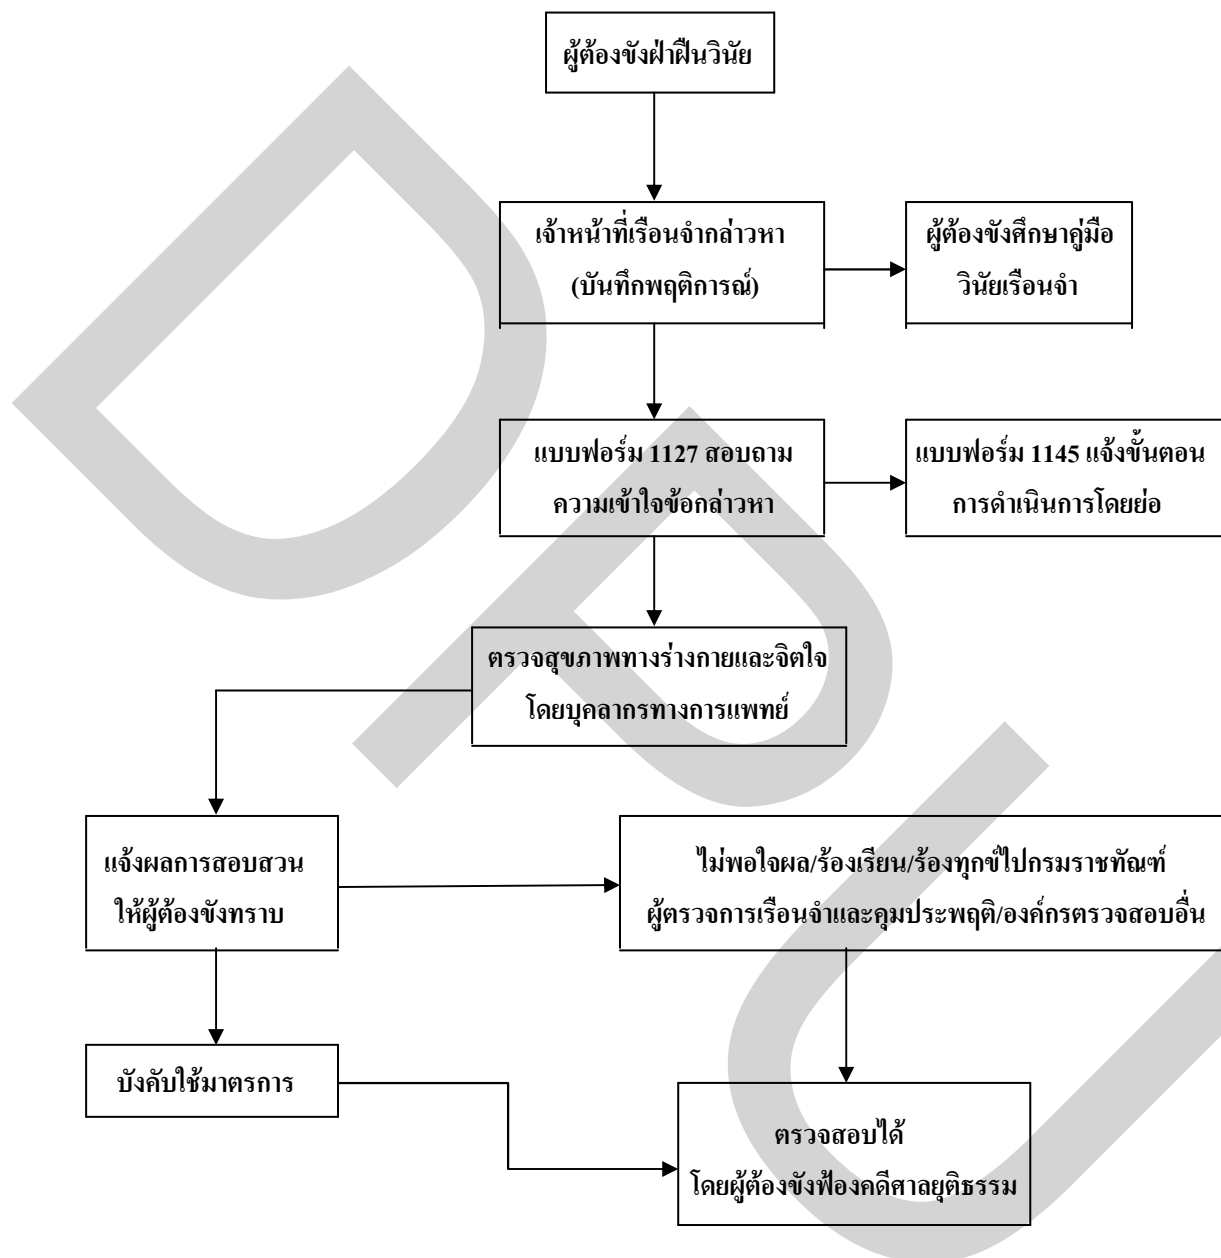 ผู้ต้องขังฝ่าฝืนวินัย
เจ้าหน้าที่เรือนจำกล่าวหา
(บันทึกพฤติการณ์)
ผู้ต้องขังศึกษาคู่มือ
วินัยเรือนจำ
แบบฟอร์ม 1127 สอบถาม
ความเข้าใจข้อกล่าวหา
แบบฟอร์ม 1145 แจ้งขั้นตอน
การดำเนินการโดยย่อ
ตรวจสุขภาพทางร่างกายและจิตใจ
โดยบุคลากรทางการแพทย์
แจ้งผลการสอบสวน
ให้ผู้ต้องขังทราบ
ไม่พอใจผล/ร้องเรียน/ร้องทุกข์ไปกรมราชทัณฑ์
ผู้ตรวจการเรือนจำและคุมประพฤติ/องค์กรตรวจสอบอื่น
บังคับใช้มาตรการ
ตรวจสอบได้
โดยผู้ต้องขังฟ้องคดีศาลยุติธรรม
DPU